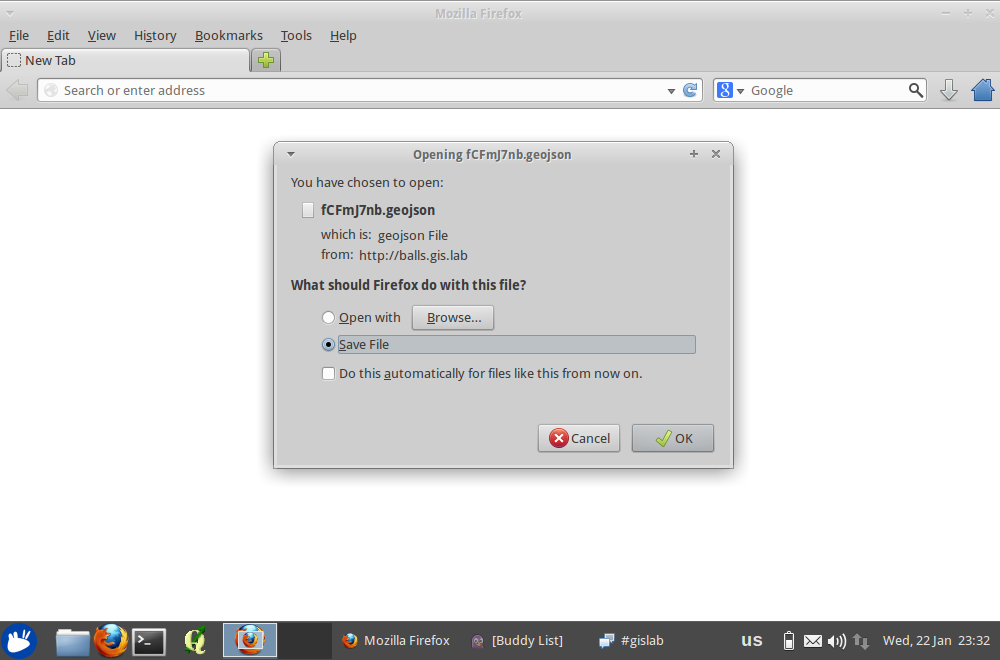 Mozilla Firefox
File Edit View History Bookmarks Tools Help
New Tab
Search or enter address
8 Google
Opening fCFmJ7nb.geojson
You have chosen to open:
fCFmJ7nb.geojson
which is: geojson File
from: http://balls.gis.lab
What should Firefox do with this file?
Open with Browse...
Save File
Do this automatically for files like this from now on.
Cancel OK
>_ Mozilla Firefox [Buddy List] #gislab us Wed, 22 Jan 23:32